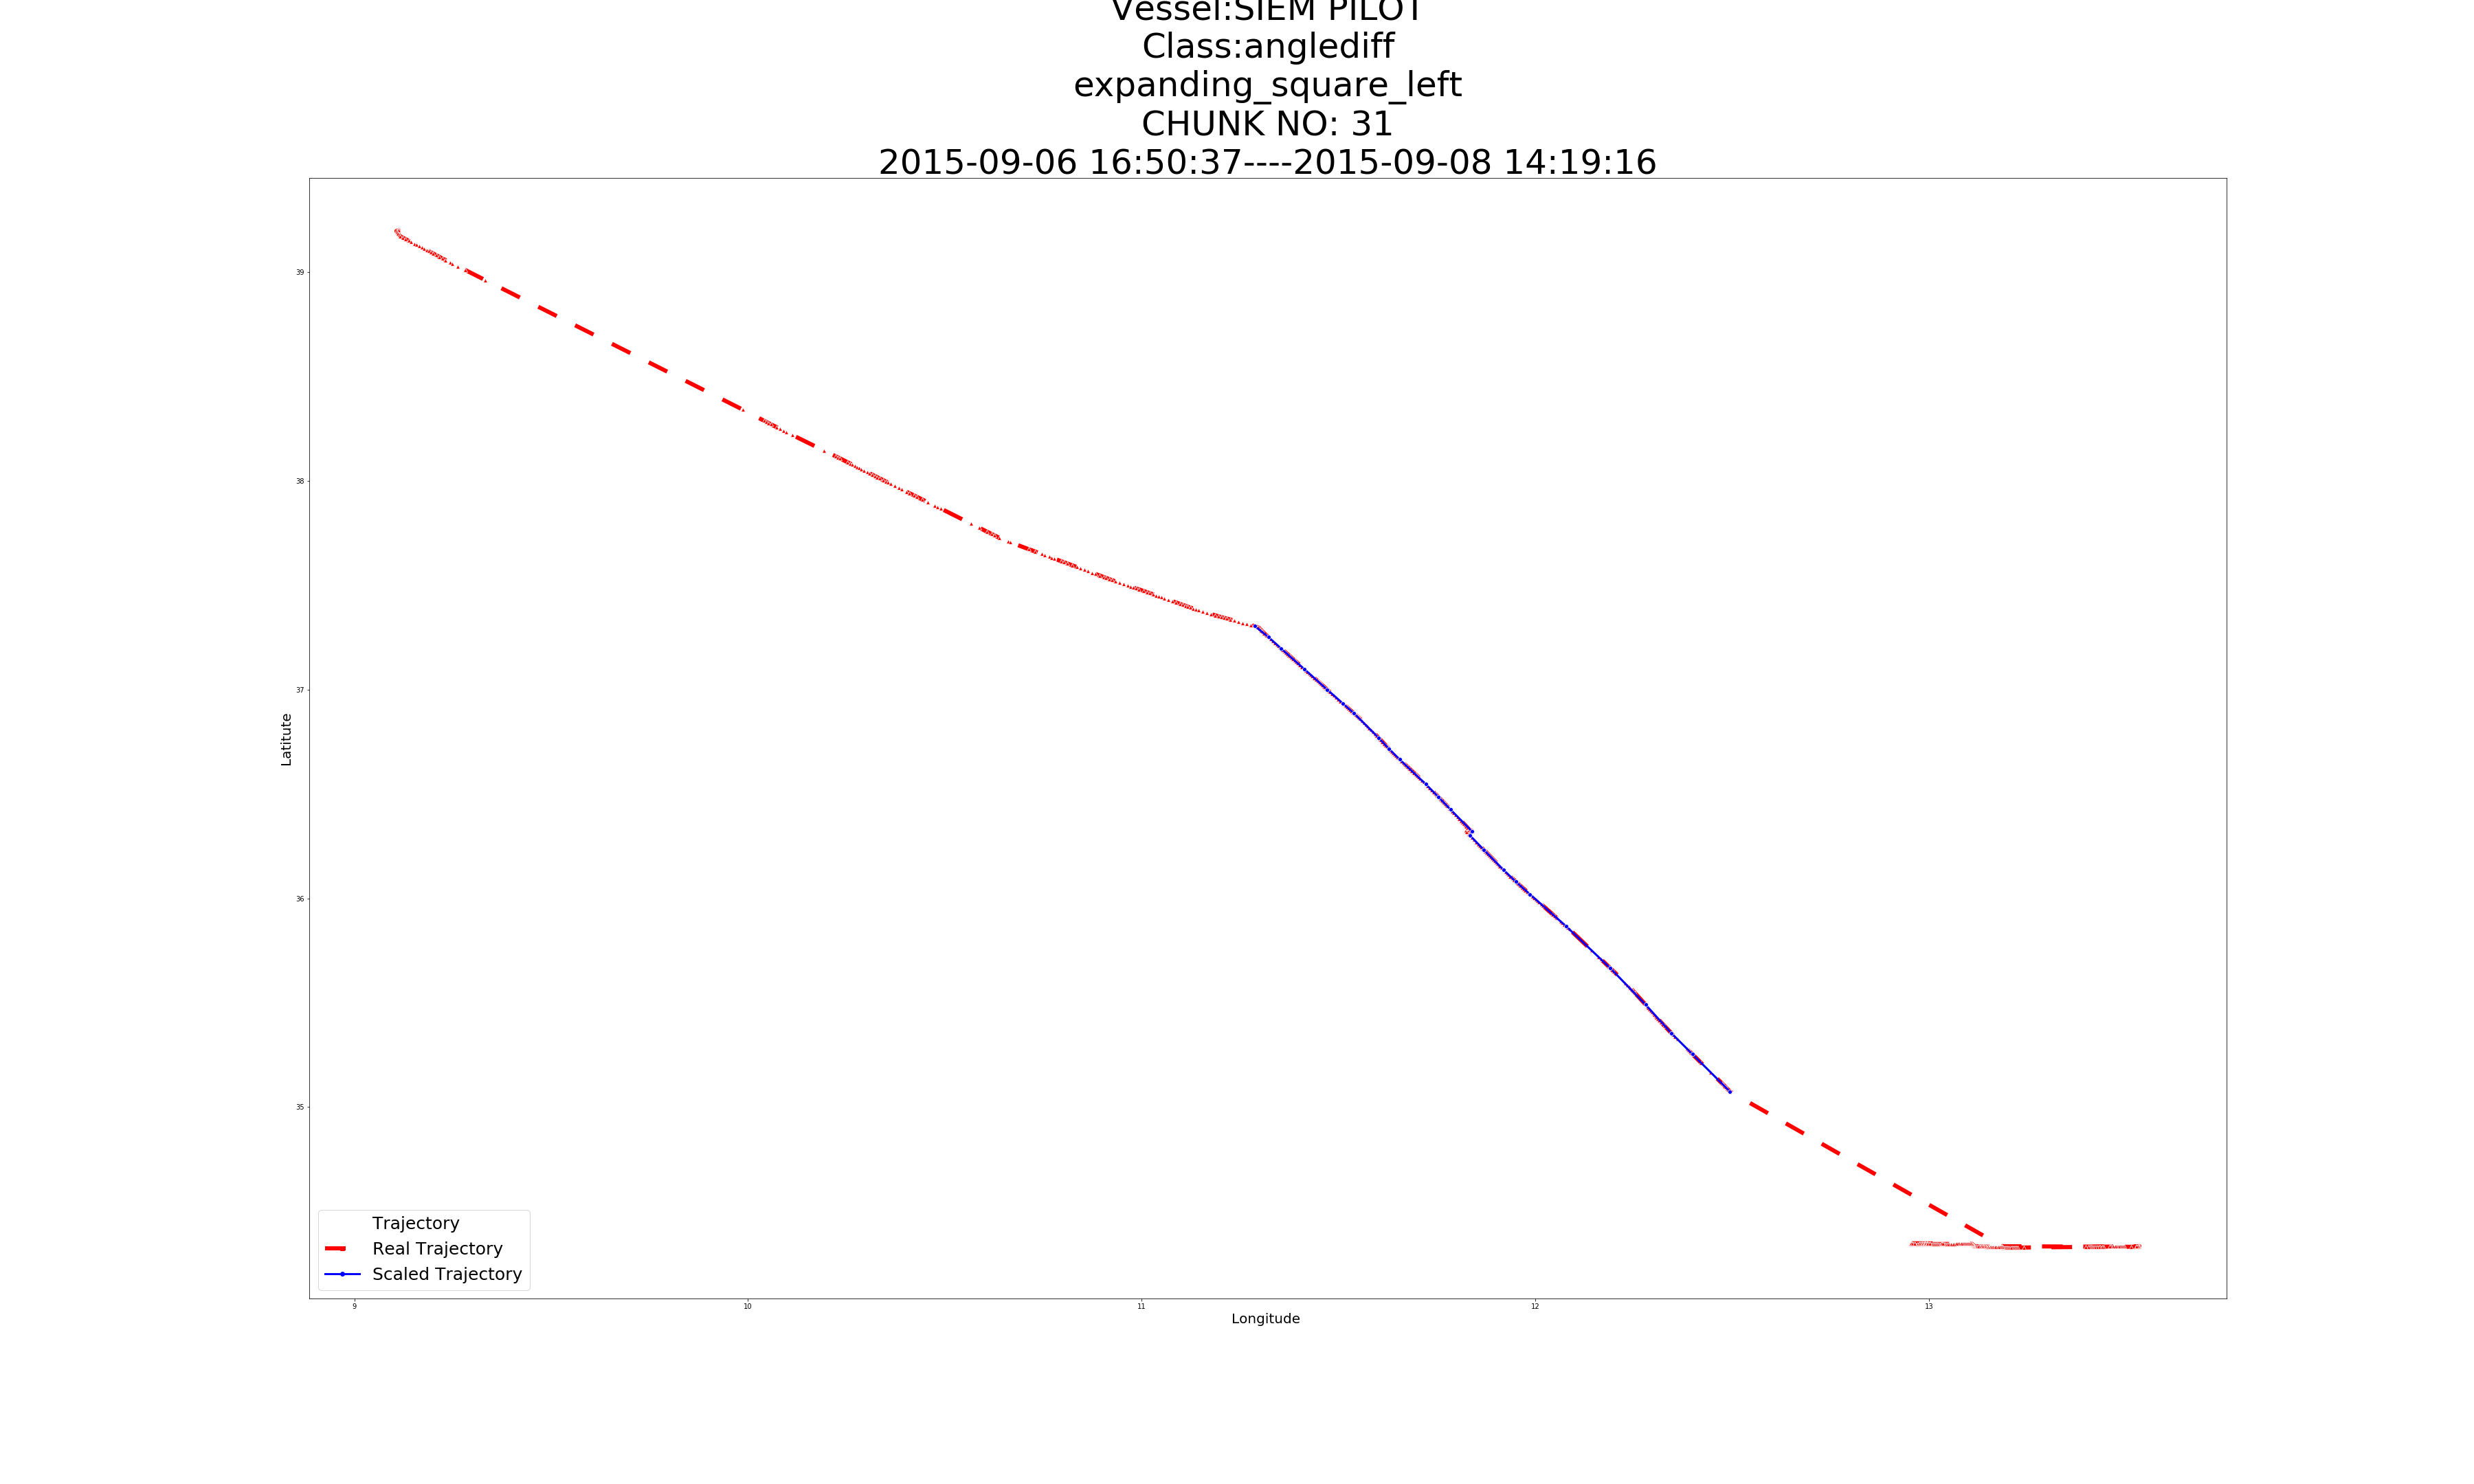 Vessel:SIEM PILOT
Class:anglediff
expanding_square_left
CHUNK NO: 31
2015-09-06 16:50:37----2015-09-08 14:19:16
39
38
37
36
35
Latitute
Trajectory
Real Trajectory
Scaled Trajectory
9
10
11
12
13
Longitude